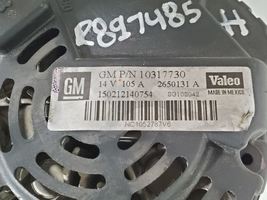 R897485 H
GM
GM P/N 10317730
14 V 105 A 2650131 A
150212140754
Valeo
MADE IN MEXICO